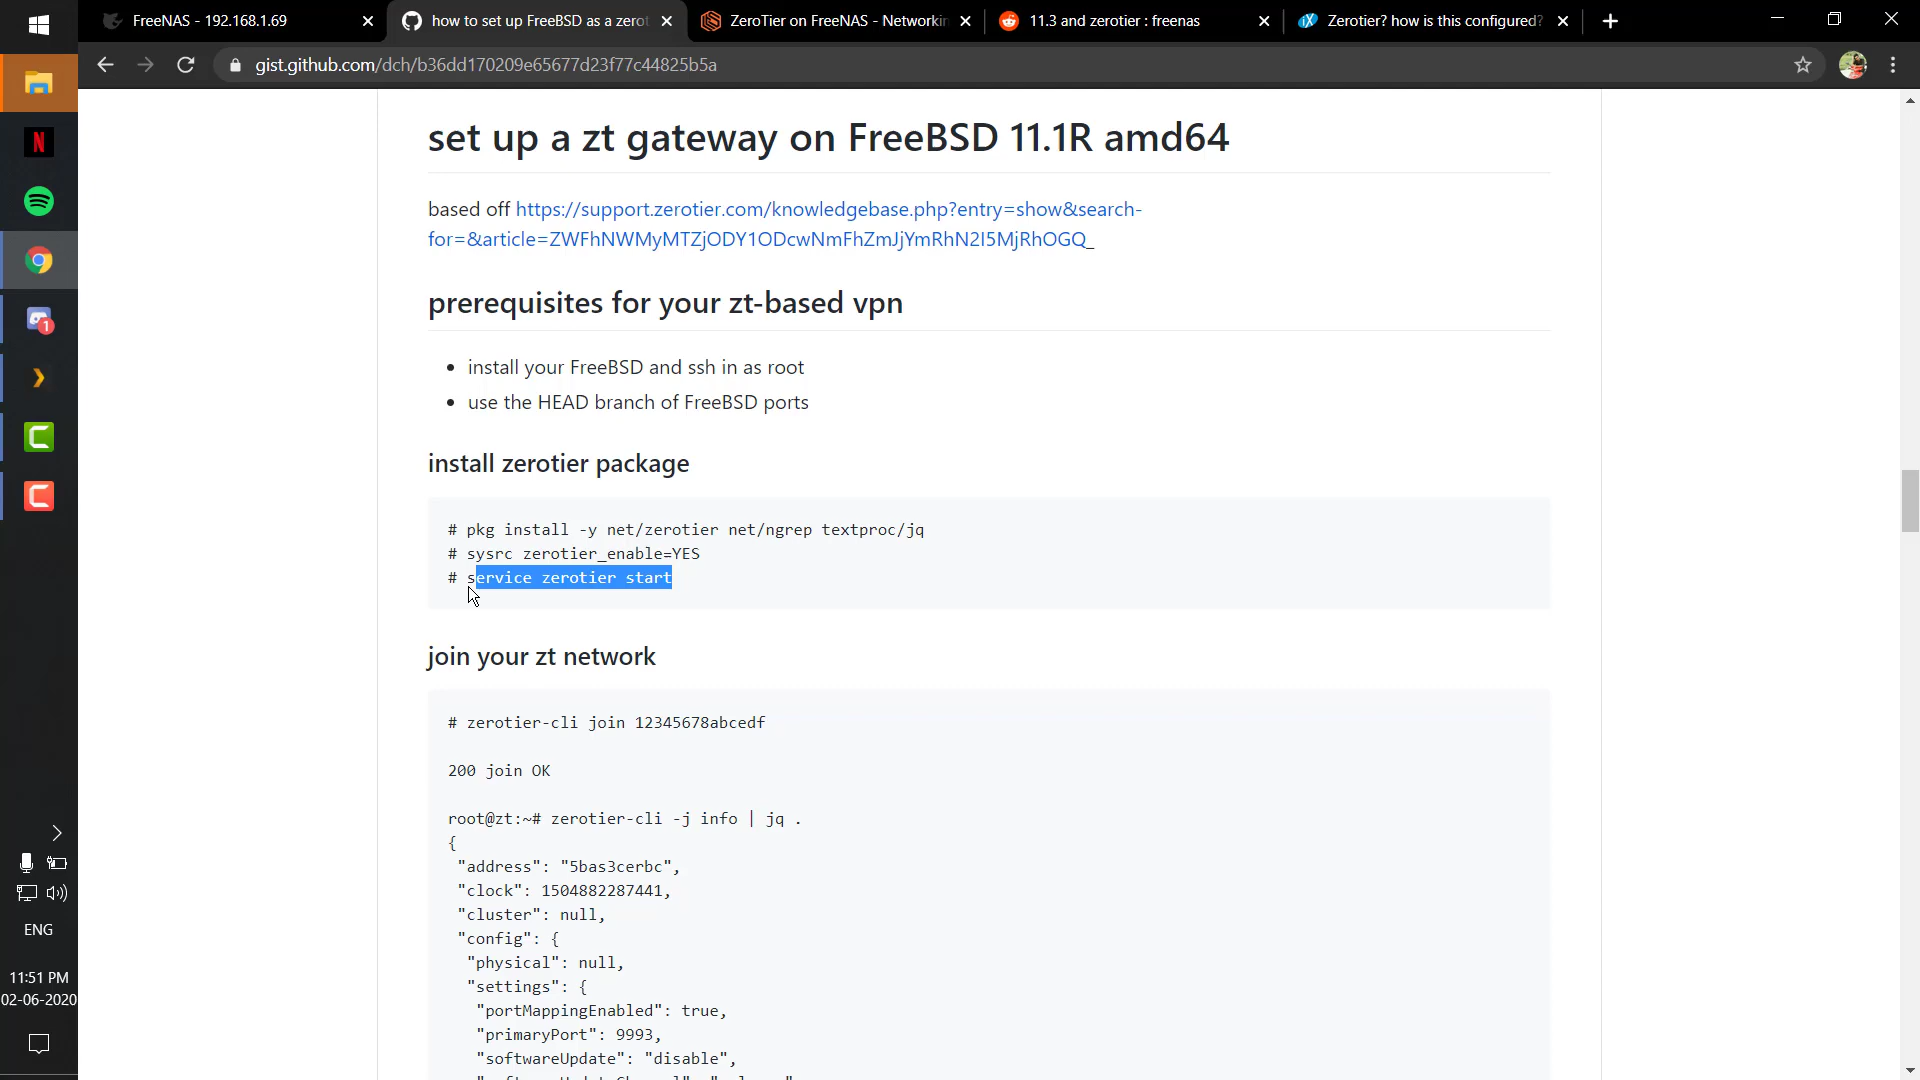 FreeNAS - 192.168.1.69
how to set up FreeBSD as a zerot
ZeroTier on FreeNAS - Networkin
11.3 and zerotier : freenas
Zerotier? how is this configured?
gist.github.com/dch/b36dd170209e65677d23f77c44825b5a
set up a zt gateway on FreeBSD 11.1R amd64
based off https://support.zerotier.com/knowledgebase.php?entry=show&search-
for=&article=ZWFhNWMyMTZjODY1ODcwNmFhZmJjYmRhN2I5MjRhOGQ_
prerequisites for your zt-based vpn
• install your FreeBSD and ssh in as root
• use the HEAD branch of FreeBSD ports
install zerotier package
# pkg install -y net/zerotier net/ngrep textproc/jq
# sysrc zerotier_enable=YES
# service zerotier start
join your zt network
# zerotier-cli join 12345678abcedf
200 join OK
root@zt:~# zerotier-cli -j info | jq .
{
"address": "5bas3cerbc",
"clock": 1504882287441,
"cluster": null,
"config": {
"physical": null,
"settings": {
"portMappingEnabled": true,
"primaryPort": 9993,
"softwareUpdate": "disable",
N
1
ENG
11:51 PM
02-06-2020